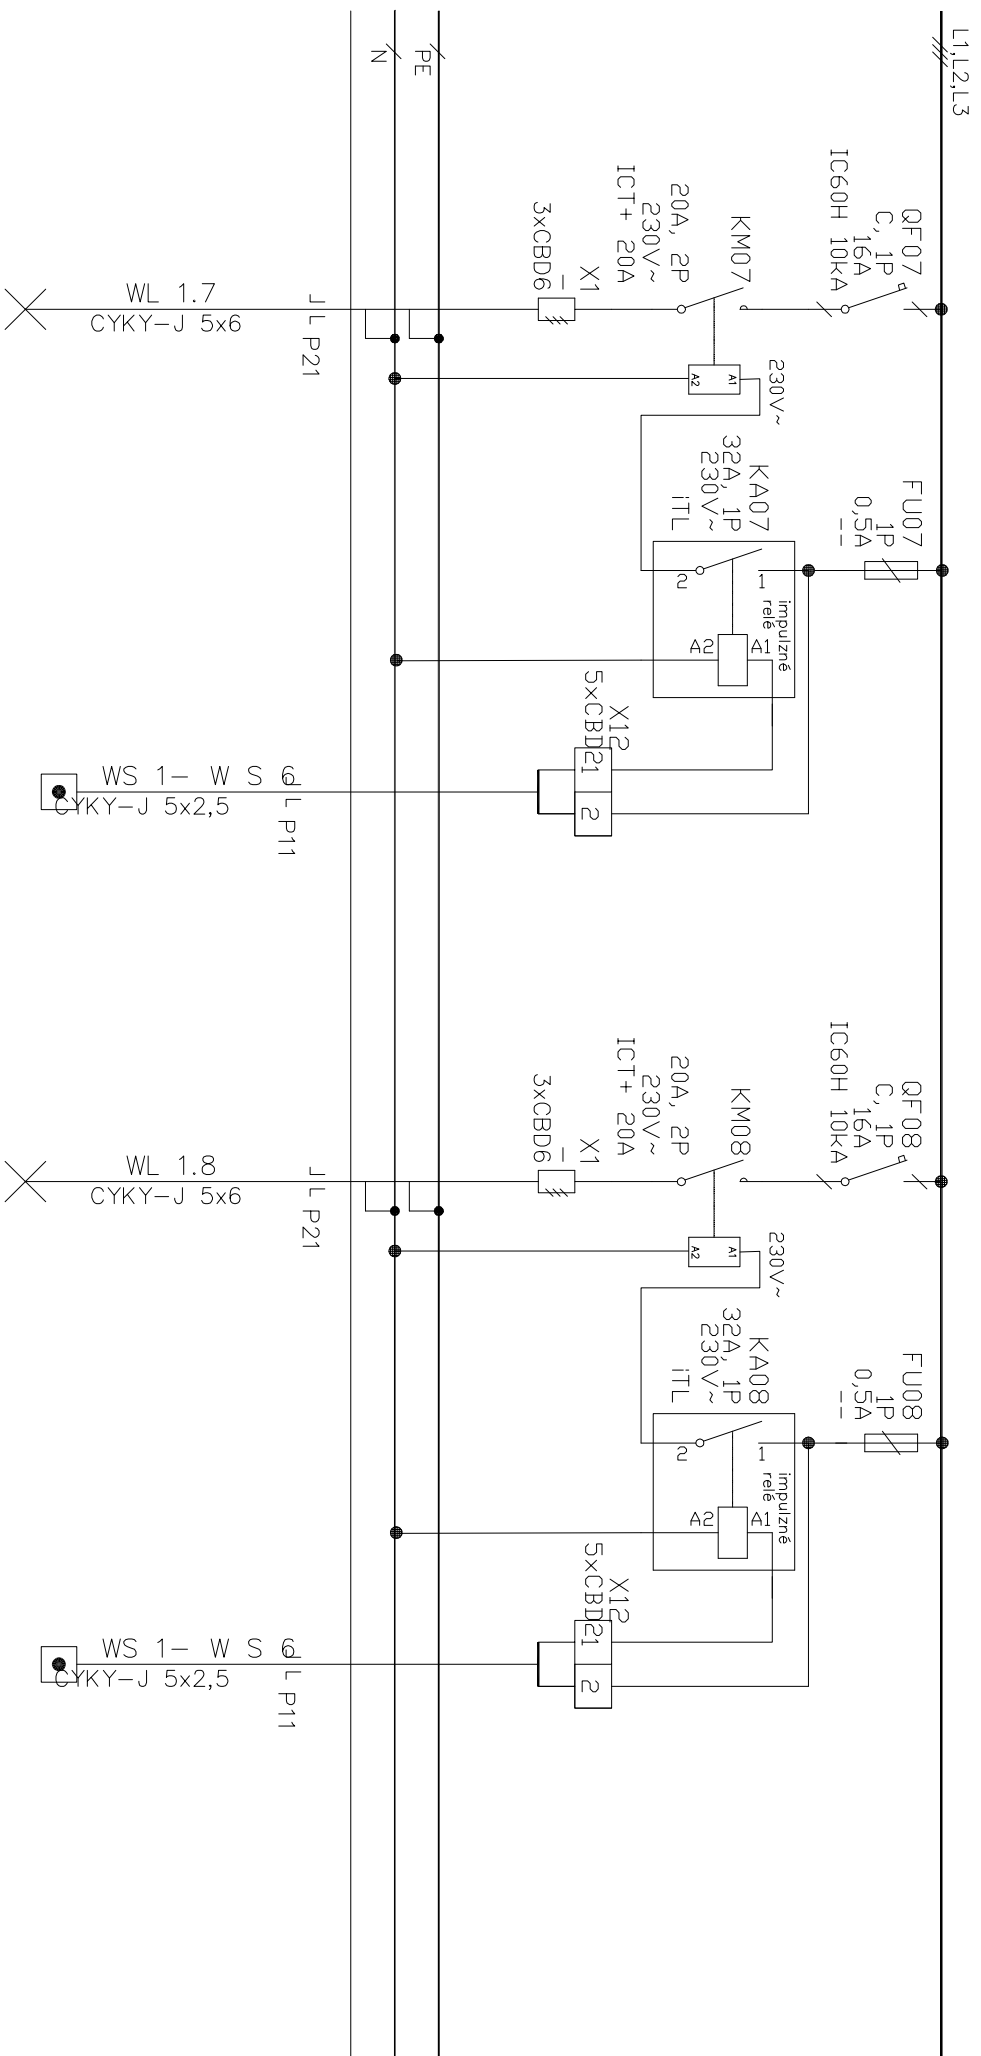 L1,L2,L3
PE
N
QF07
C, 1P
16A
IC60H 10kA
KM07
20A, 2P
230V~
ICT+ 20A
X1
–
3xCBD6
WL 1.7
CYKY-J 5x6
P21
A1
A2
230V~
FU07
1P
0,5A
--
KA07
32A, 1P
230V~
iTL
1
2
impulzné
relé
A1
A2
X12
5xCBD2
1
2
WS 1- W S 6
CYKY-J 5x2,5
P11
QF08
C, 1P
16A
IC60H 10kA
KM08
20A, 2P
230V~
ICT+ 20A
X1
–
3xCBD6
WL 1.8
CYKY-J 5x6
P21
A1
A2
230V~
FU08
1P
0,5A
--
KA08
32A, 1P
230V~
iTL
1
2
impulzné
relé
A1
A2
X12
5xCBD2
1
2
WS 1- W S 6
CYKY-J 5x2,5
P11